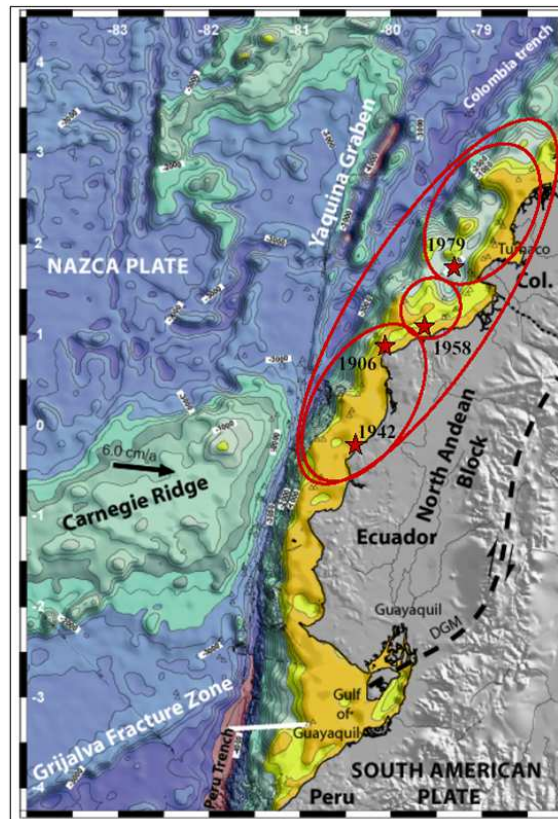 -83
-82
-81
-80
-79
4
3
2
1
0
-1
-2
-3
-4
Colombia trench
Yaquina Graben
NAZCA PLATE
1979
Tumaco
Col.
1906
1958
1942
6.0 cm/a
Carnegie Ridge
North Andean
Block
Ecuador
Guayaquil
DGM
Gulf
of
Guayaquil
Grijalva Fracture Zone
Peru Trench
SOUTH AMERICAN
PLATE
Peru